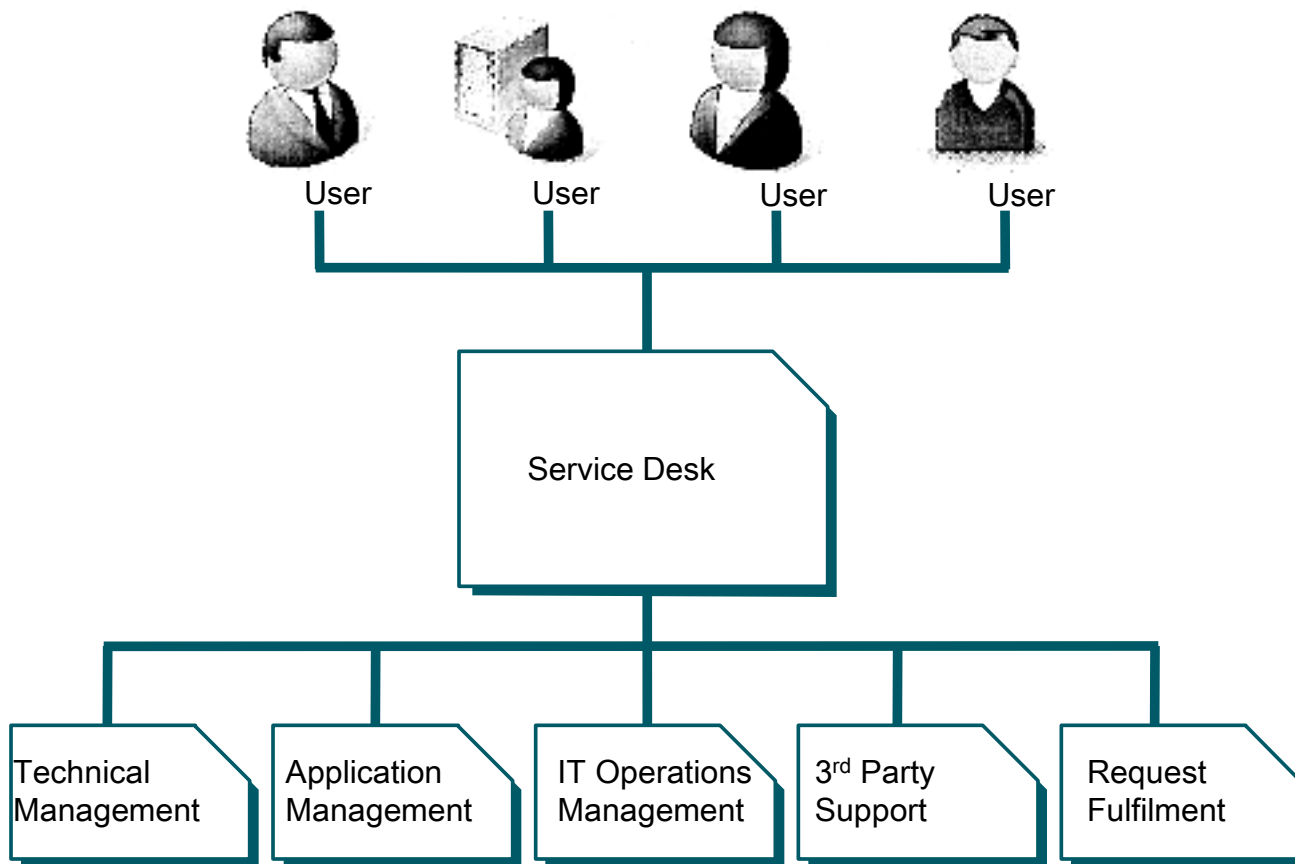 User
User
User
User
Service Desk
Technical
Management
Application
Management
IT Operations
Management
3rd Party
Support
Request
Fulfilment